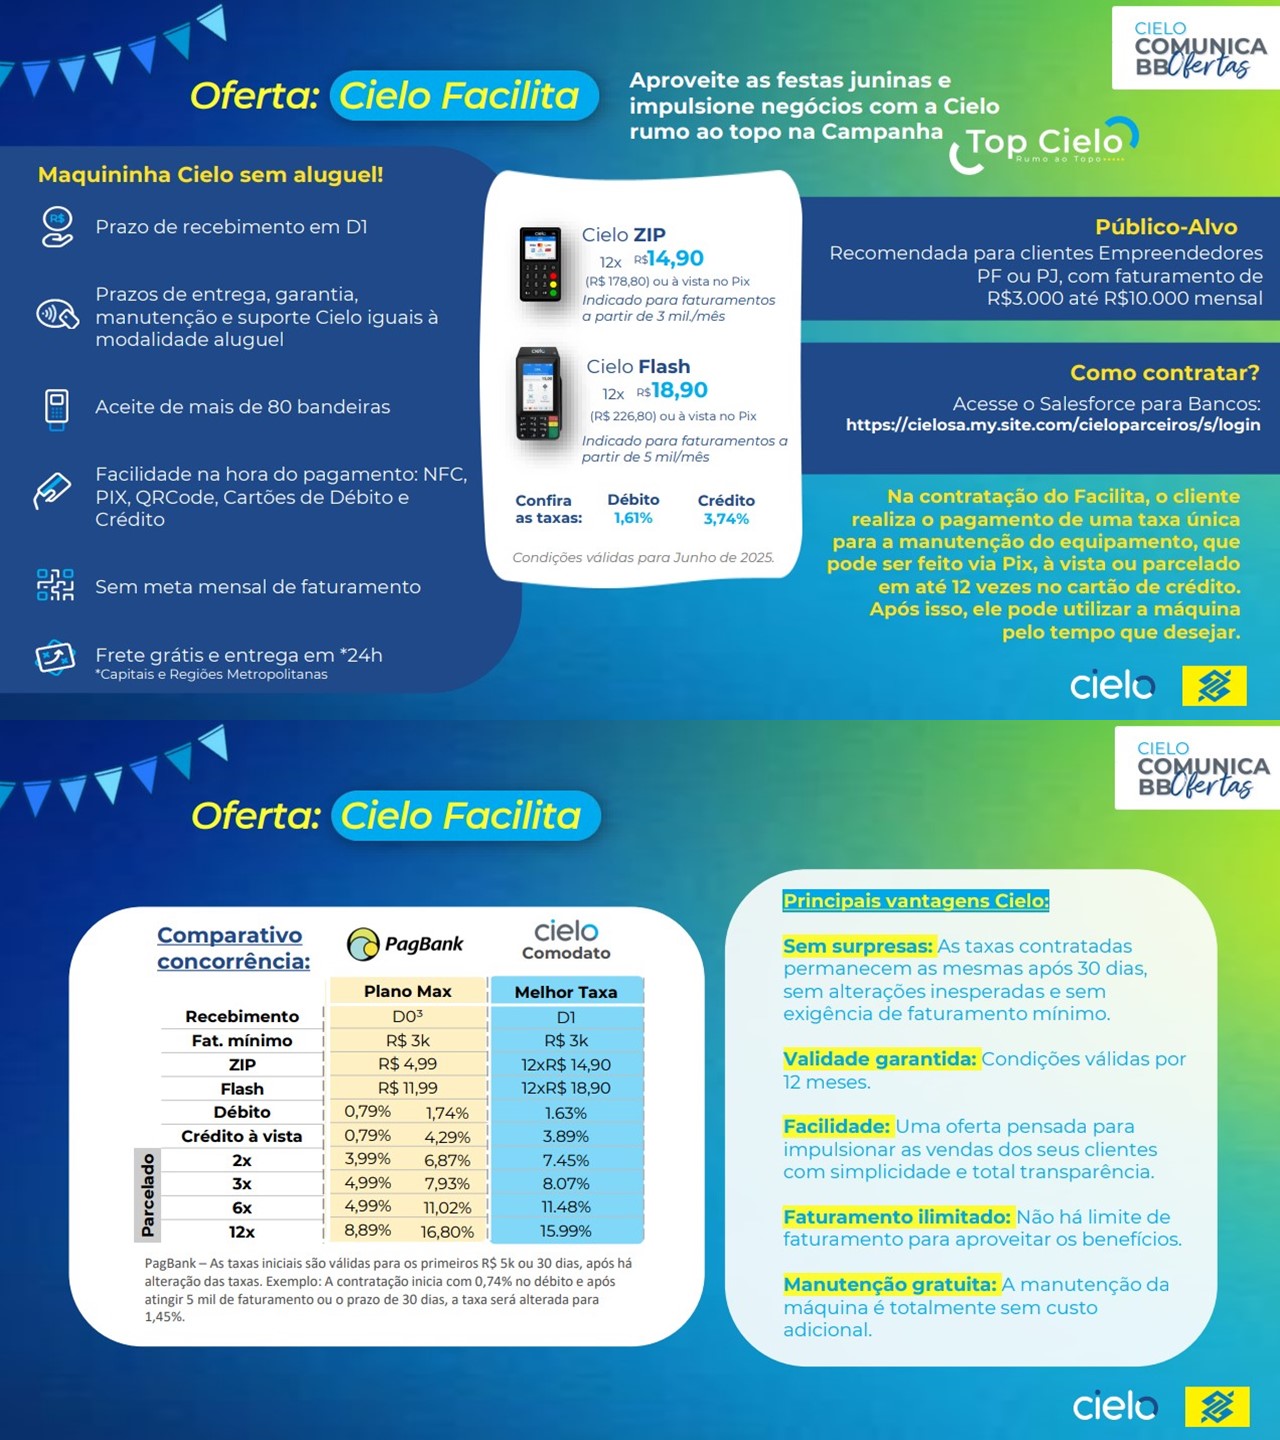 CIELO
COMUNICA
BB Ofertas
Oferta: Cielo Facilita
Aproveite as festas juninas e
impulsione negócios com a Cielo
rumo ao topo na Campanha
Top Cielo
Rumo ao Topo
Maquininha Cielo sem aluguel!
R$
Prazo de recebimento em D1
Prazos de entrega, garantia,
manutenção e suporte Cielo iguais à
modalidade aluguel
Aceite de mais de 80 bandeiras
Facilidade na hora do pagamento: NFC,
PIX, QRCode, Cartões de Débito e
Crédito
Sem meta mensal de faturamento
Frete grátis e entrega em *24h
*Capitais e Regiões Metropolitanas
Cielo ZIP
12x R$14,90
(R$ 178,80) ou à vista no Pix
Indicado para faturamentos
a partir de 3 mil./mês
Cielo Flash
12x R$18,90
(R$ 226,80) ou à vista no Pix
Indicado para faturamentos a
partir de 5 mil/mês
Confira Débito Crédito
as taxas: 1,61% 3,74%
Condições válidas para Junho de 2025.
Público-Alvo
Recomendada para clientes Empreendedores
PF ou PJ, com faturamento de
R$3.000 até R$10.000 mensal
Como contratar?
Acesse o Salesforce para Bancos:
https://cielosa.my.site.com/cieloparceiros/s/login
Na contratação do Facilita, o cliente
realiza o pagamento de uma taxa única
para a manutenção do equipamento, que
pode ser feito via Pix, à vista ou parcelado
em até 12 vezes no cartão de crédito.
Após isso, ele pode utilizar a máquina
pelo tempo que desejar.
cielo
CIELO
COMUNICA
BB Ofertas
Oferta: Cielo Facilita
Comparativo
concorrência:
PagBank
cielo
Comodato
Plano Max Melhor Taxa
Recebimento D0³ D1
Fat. mínimo R$ 3k R$ 3k
ZIP R$ 4,99 12xR$ 14,90
Flash R$ 11,99 12xR$ 18,90
Débito 0,79% 1,74% 1.63%
Crédito à vista 0,79% 4,29% 3.89%
Parcelado
2x 3,99% 6,87% 7.45%
3x 4,99% 7,93% 8.07%
6x 4,99% 11,02% 11.48%
12x 8,89% 16,80% 15.99%
PagBank – As taxas iniciais são válidas para os primeiros R$ 5k ou 30 dias, após há
alteração das taxas. Exemplo: A contratação inicia com 0,74% no débito e após
atingir 5 mil de faturamento ou o prazo de 30 dias, a taxa será alterada para
1,45%.
Principais vantagens Cielo:
Sem surpresas: As taxas contratadas
permanecem as mesmas após 30 dias,
sem alterações inesperadas e sem
exigência de faturamento mínimo.
Validade garantida: Condições válidas por
12 meses.
Facilidade: Uma oferta pensada para
impulsionar as vendas dos seus clientes
com simplicidade e total transparência.
Faturamento ilimitado: Não há limite de
faturamento para aproveitar os benefícios.
Manutenção gratuita: A manutenção da
máquina é totalmente sem custo
adicional.
cielo